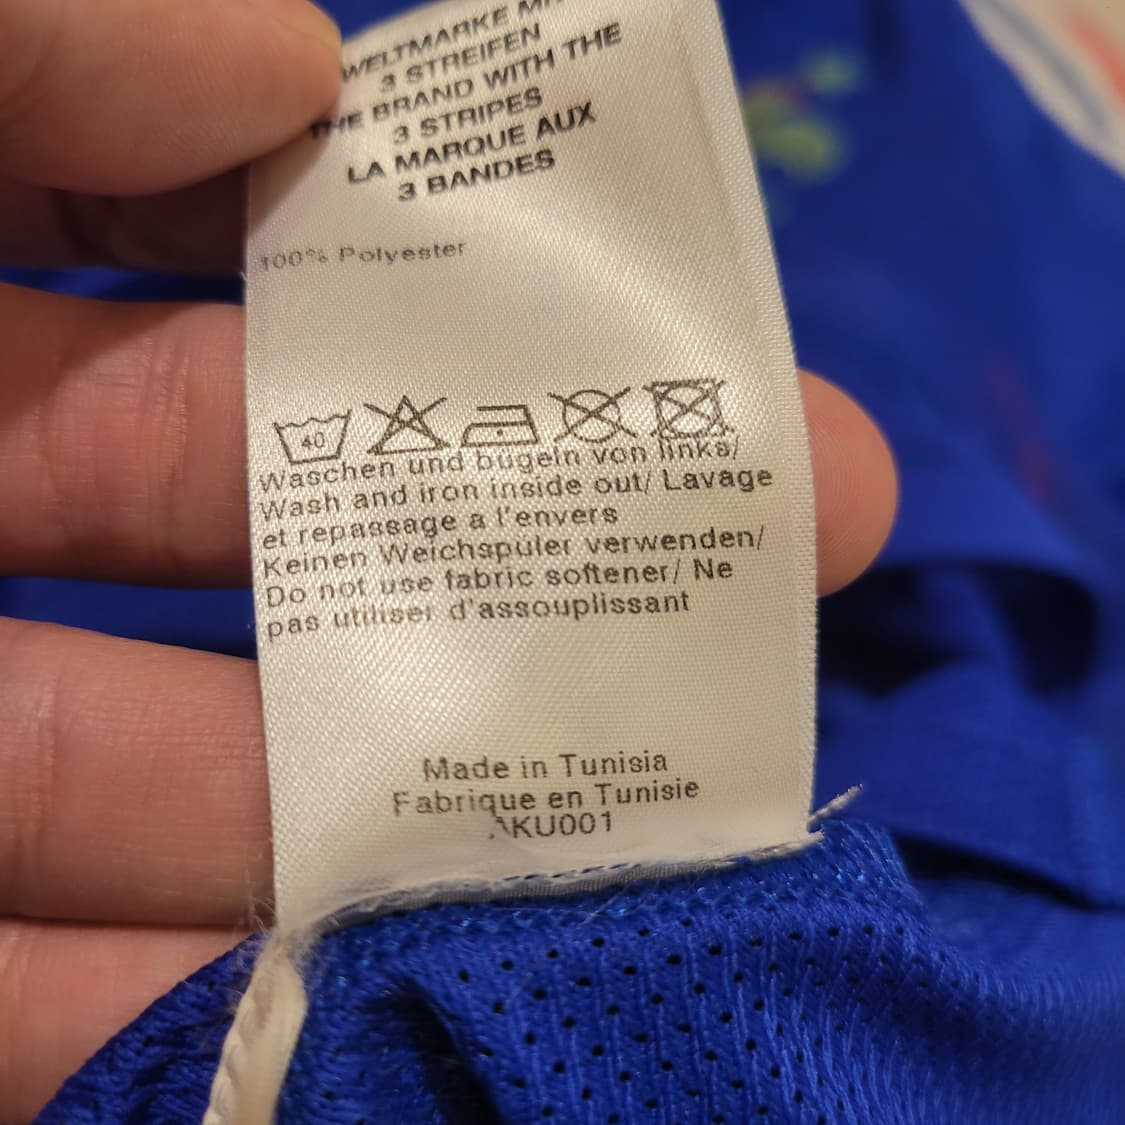 WELTMARKE MIT
3 STREIFEN
THE BRAND WITH THE
3 STRIPES
LA MARQUE AUX
3 BANDES
100% Polyester
40
Waschen und bügeln von links/
Wash and iron inside out/ Lavage
et repassage a l'envers
Keinen Weichspüler verwenden/
Do not use fabric softener/ Ne
pas utiliser d'assouplissant
Made in Tunisia
Fabrique en Tunisie
AKU001